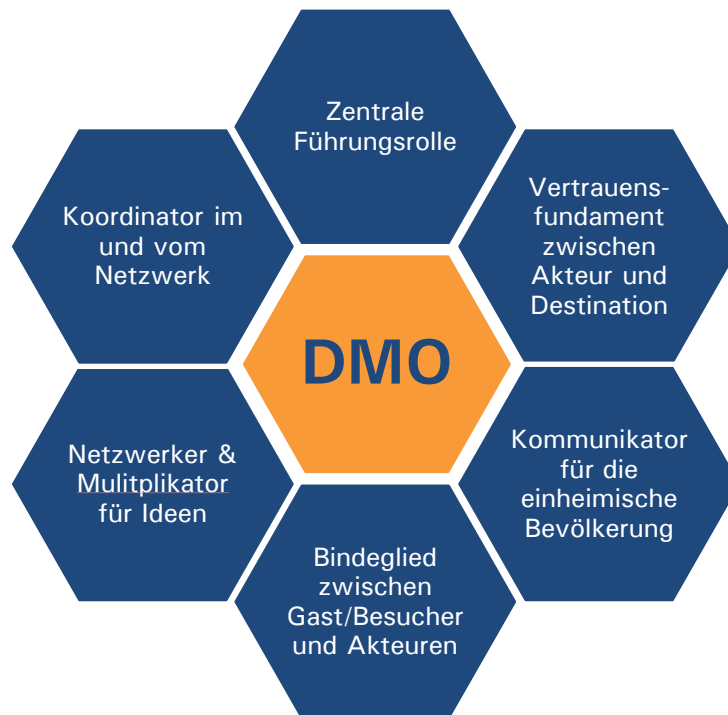 Zentrale
Führungsrolle
Vertrauens-
fundament
zwischen
Akteur und
Destination
Koordinator im
und vom
Netzwerk
DMO
Netzwerker &
Mulitplikator
für Ideen
Kommunikator
für die
einheimische
Bevölkerung
Bindeglied
zwischen
Gast/Besucher
und Akteuren